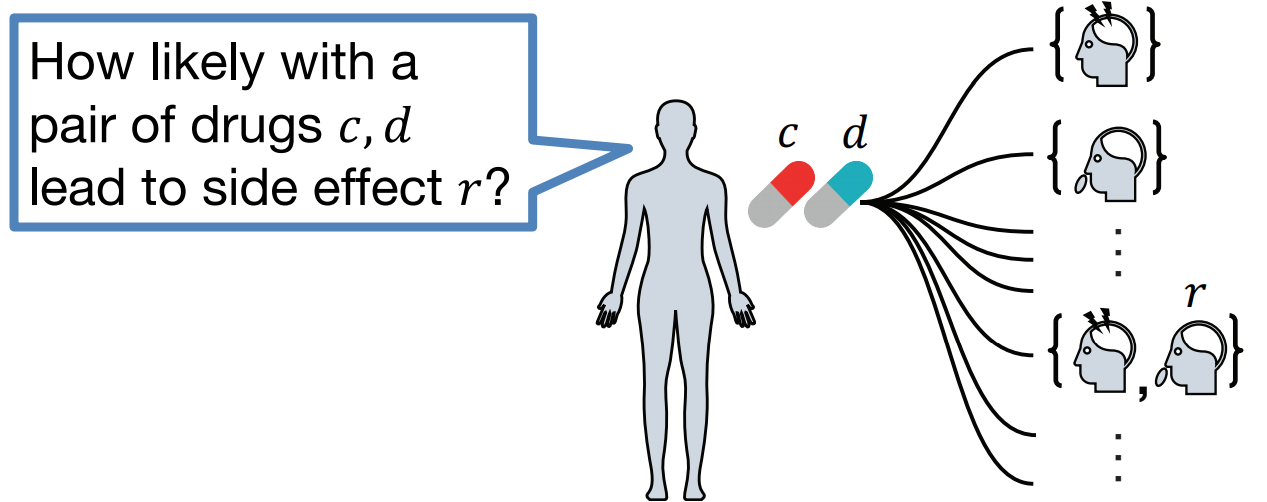 How likely with a
pair of drugs c, d
lead to side effect r?
c d
{ }
{ }
⋮
r
{ , }
⋮